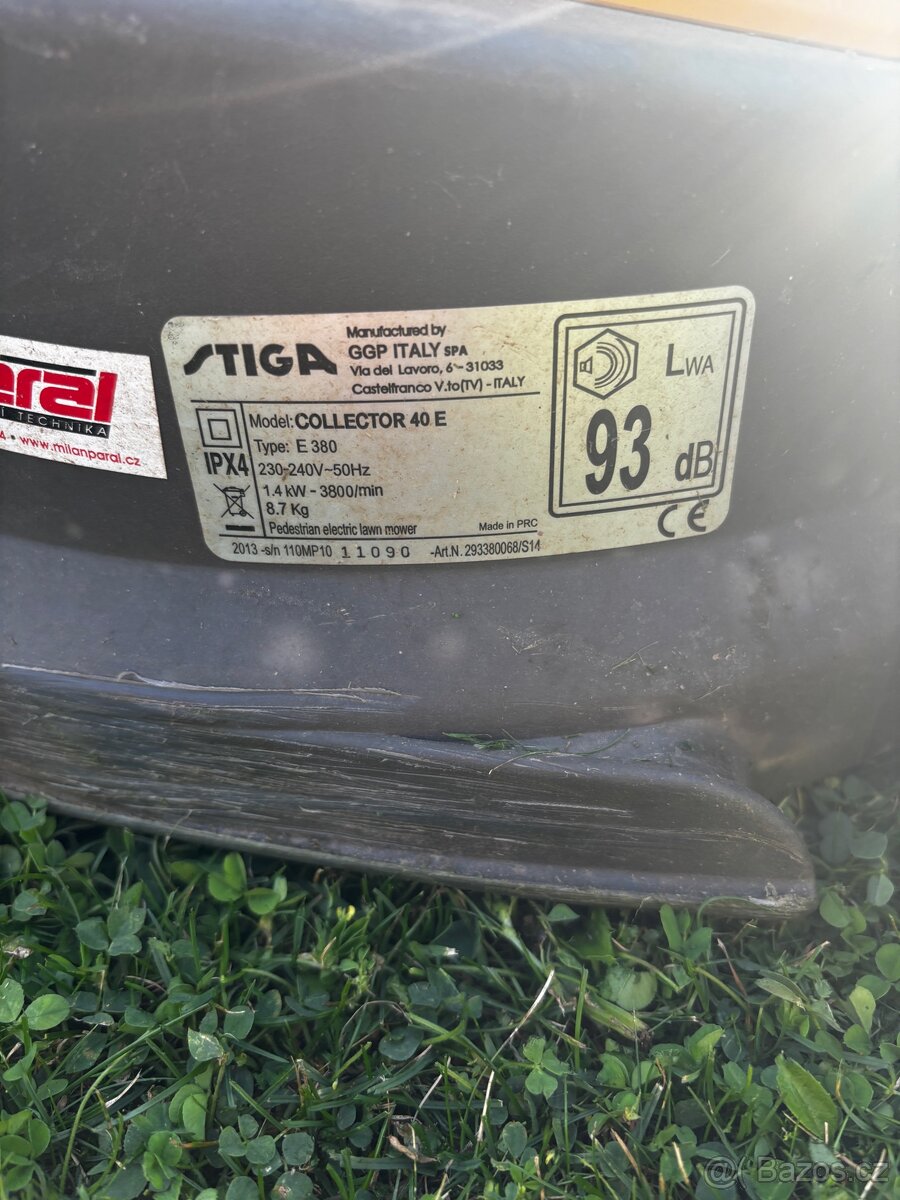 aral
Í TECHNIKA
4 • www.milanparal.cz
STIGA
Manufactured by
GGP ITALY SPA
Via del Lavoro, 6 - 31033
Castelfranco V.to(TV) - ITALY
Model: COLLECTOR 40 E
Type: E 380
IPX4
230-240V~50Hz
1.4 kW - 3800/min
8.7 Kg
Pedestrian electric lawn mower
Made in PRC
2013 -s/n 110MP10 11090 -Art.N. 293380068/S14
LWA
93 dB
CE
Bazos.cz